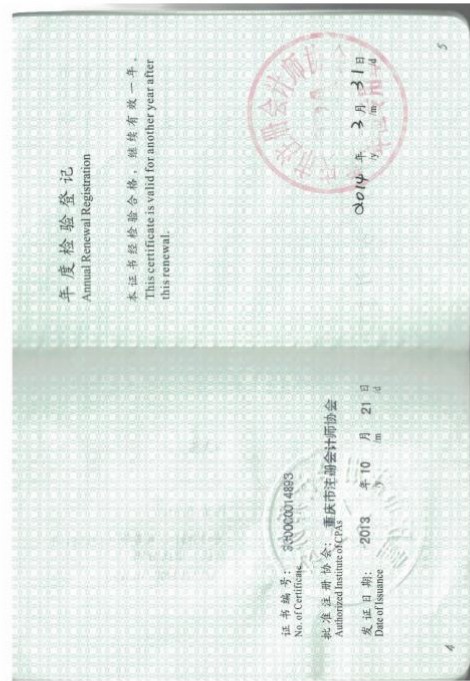 证书编号： 330000014893
No. of Certificate
批准注册协会： 重庆市注册会计师协会
Authorized Institute of CPAs
发证日期： 2013 年 10 月 21 日
Date of Issuance /y /m /d
4
年度检验登记
Annual Renewal Registration
本证书经检验合格，继续有效一年。
This certificate is valid for another year after
this renewal.
2014 年 3 月 31 日
/y /m /d
5